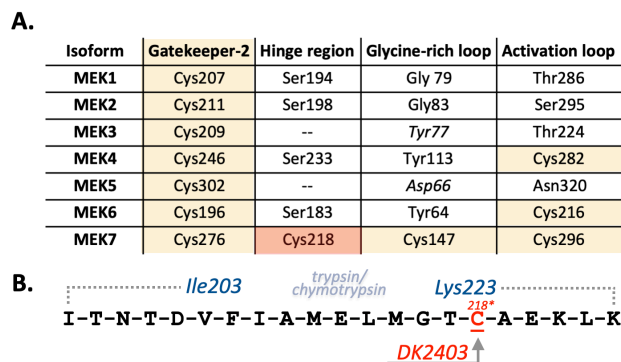 A.
Isoform Gatekeeper-2 Hinge region Glycine-rich loop Activation loop
MEK1 Cys207 Ser194 Gly 79 Thr286
MEK2 Cys211 Ser198 Gly83 Ser295
MEK3 Cys209 -- Tyr77 Thr224
MEK4 Cys246 Ser233 Tyr113 Cys282
MEK5 Cys302 -- Asp66 Asn320
MEK6 Cys196 Ser183 Tyr64 Cys216
MEK7 Cys276 Cys218 Cys147 Cys296
B.
Ile203 trypsin/ Lys223
chymotrypsin
218*
I-T-N-T-D-V-F-I-A-M-E-L-M-G-T-C-A-E-K-L-K
DK2403